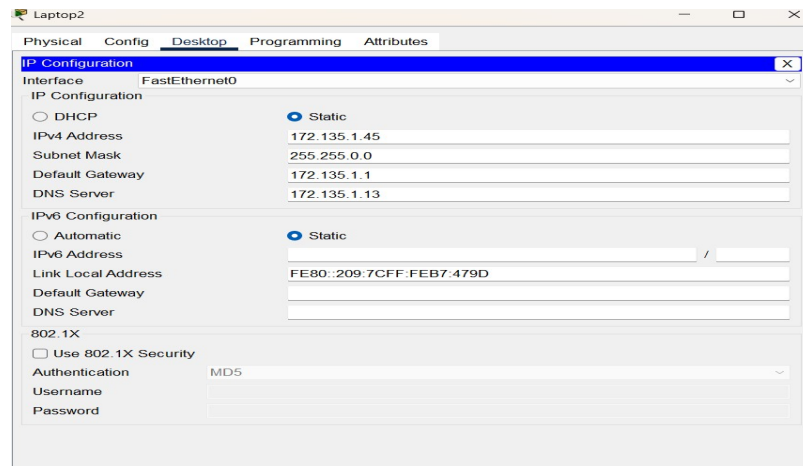 Laptop2
Physical Config Desktop Programming Attributes
IP Configuration X
Interface FastEthernet0
IP Configuration
DHCP Static
IPv4 Address 172.135.1.45
Subnet Mask 255.255.0.0
Default Gateway 172.135.1.1
DNS Server 172.135.1.13
IPv6 Configuration
Automatic Static
IPv6 Address /
Link Local Address FE80::209:7CFF:FEB7:479D
Default Gateway
DNS Server
802.1X
Use 802.1X Security
Authentication MD5
Username
Password